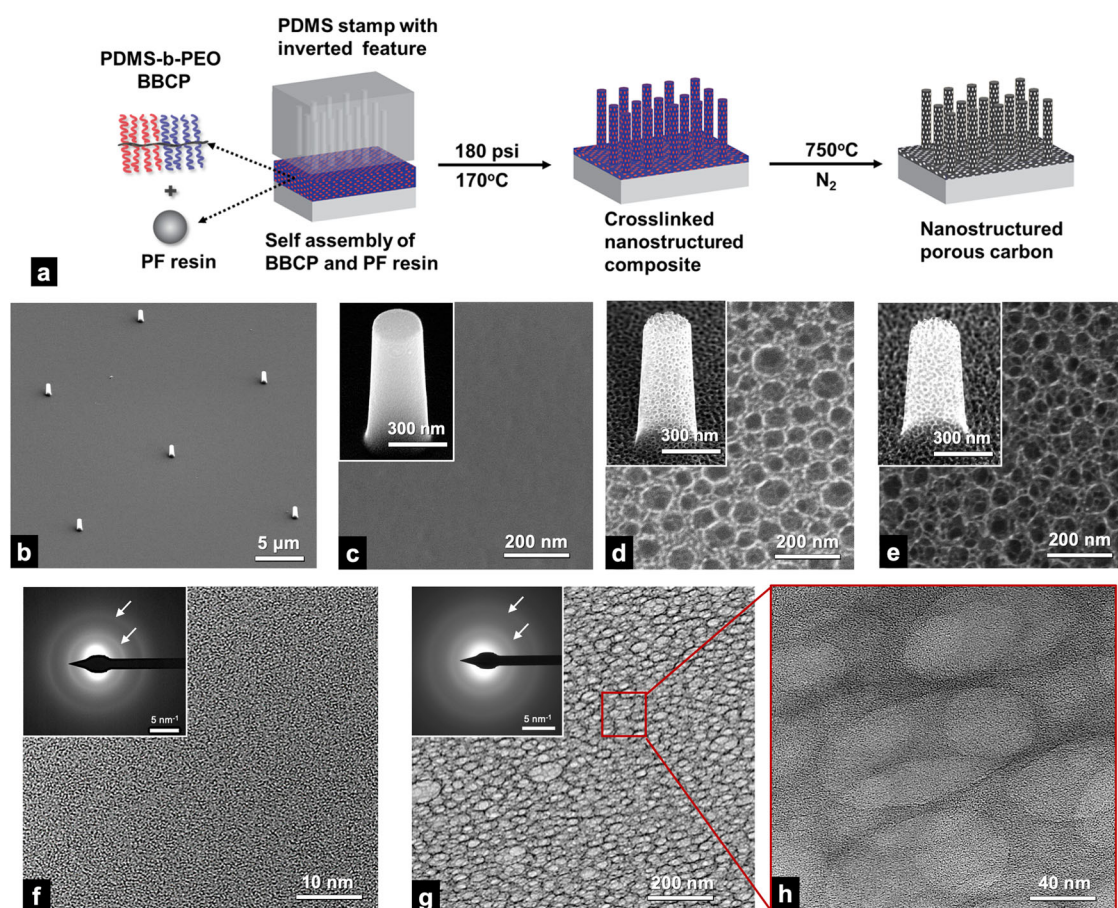 PDMS-b-PEO
BBCP
+
PF resin
PDMS stamp with
inverted feature
Self assembly of
BBCP and PF resin
180 psi
170°C
Crosslinked
nanostructured
composite
750°C
N₂
Nanostructured
porous carbon
a
5 µm
b
300 nm
200 nm
c
300 nm
200 nm
d
300 nm
200 nm
e
5 nm⁻¹
10 nm
f
5 nm⁻¹
200 nm
g
40 nm
h